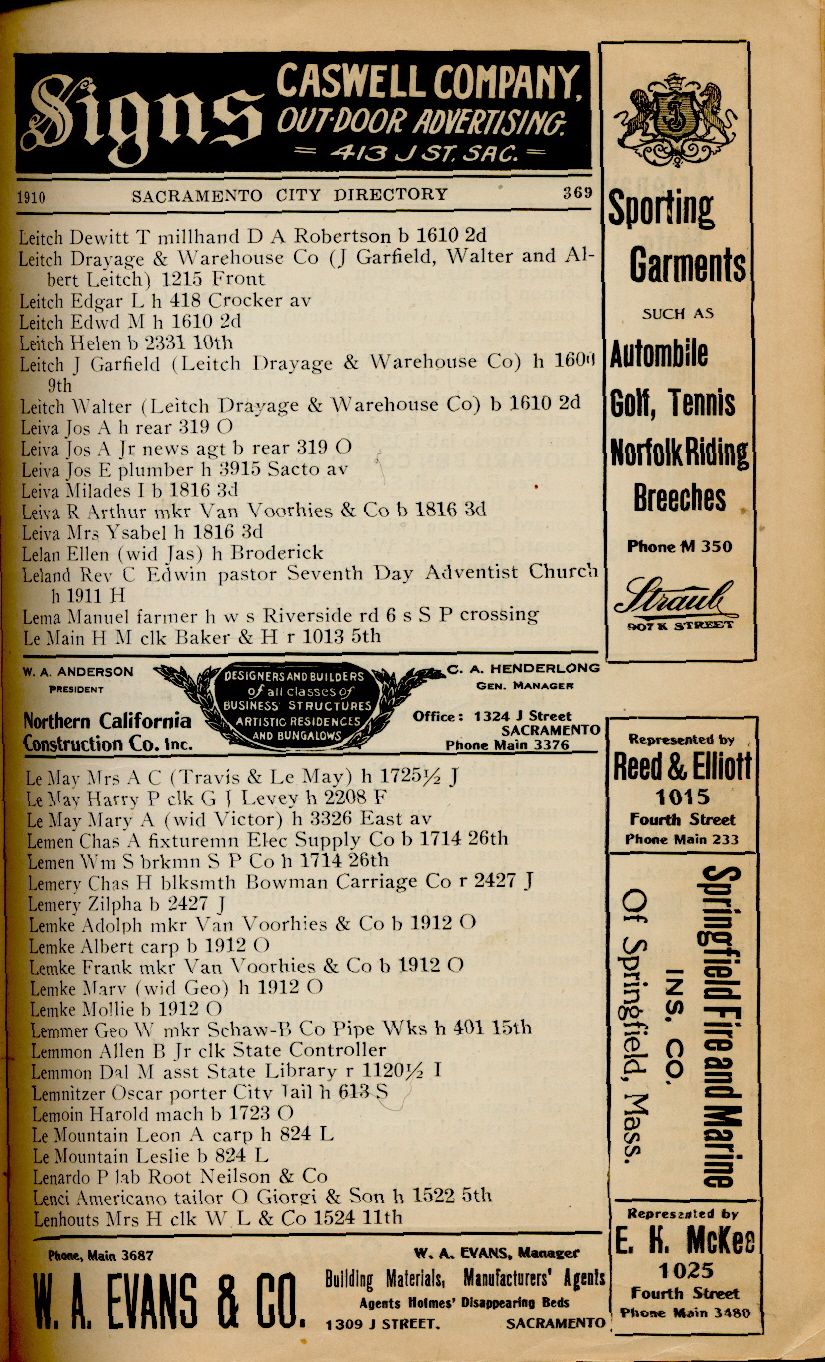 Signs
CASWELL COMPANY,
OUT-DOOR ADVERTISING.
= 413 J ST. SAC. =
1910 SACRAMENTO CITY DIRECTORY 369
Leitch Dewitt T millhand D A Robertson b 1610 2d
Leitch Drayage & Warehouse Co (J Garfield, Walter and Al-
bert Leitch) 1215 Front
Leitch Edgar L h 418 Crocker av
Leitch Edwd M h 1610 2d
Leitch Helen b 2331 10th
Leitch J Garfield (Leitch Drayage & Warehouse Co) h 1600
9th
Leitch Walter (Leitch Drayage & Warehouse Co) b 1610 2d
Leiva Jos A h rear 319 O
Leiva Jos A Jr news agt b rear 319 O
Leiva Jos E plumber h 3915 Sacto av
Leiva Milades I b 1816 3d
Leiva R Arthur mkr Van Voorhies & Co b 1816 3d
Leiva Mrs Ysabel h 1816 3d
Lelan Ellen (wid Jas) h Broderick
Leland Rev C Edwin pastor Seventh Day Adventist Church
h 1911 H
Lema Manuel farmer h w s Riverside rd 6 s S P crossing
Le Main H M clk Baker & H r 1013 5th
W. A. ANDERSON
PRESIDENT
Northern California
Construction Co. Inc.
DESIGNERS AND BUILDERS
of all classes of
BUSINESS STRUCTURES
ARTISTIC RESIDENCES
AND BUNGALOWS
C. A. HENDERLONG
GEN. MANAGER
Office: 1324 J Street
SACRAMENTO
Phone Main 3376
Le May Mrs A C (Travis & Le May) h 1725½ J
Le May Harry P clk G J Levey h 2208 F
Le May Mary A (wid Victor) h 3326 East av
Lemen Chas A fixturemn Elec Supply Co b 1714 26th
Lemen Wm S brkmn S P Co h 1714 26th
Lemery Chas H blksmth Bowman Carriage Co r 2427 J
Lemery Zilpha b 2427 J
Lemke Adolph mkr Van Voorhies & Co b 1912 O
Lemke Albert carp b 1912 O
Lemke Frank mkr Van Voorhies & Co b 1912 O
Lemke Mary (wid Geo) h 1912 O
Lemke Mollie b 1912 O
Lemmer Geo W mkr Schaw-B Co Pipe Wks h 401 15th
Lemmon Allen B Jr clk State Controller
Lemmon Dal M asst State Library r 1120½ I
Lemnitzer Oscar porter City Jail h 613 S
Lemoin Harold mach b 1723 O
Le Mountain Leon A carp h 824 L
Le Mountain Leslie b 824 L
Lenardo P lab Root Neilson & Co
Lenci Americano tailor O Giorgi & Son h 1522 5th
Lenhouts Mrs H clk W L & Co 1524 11th
Phone, Main 3687
W. A. EVANS & CO.
W. A. EVANS, Manager
Building Materials, Manufacturers' Agents
Agents Holmes' Disappearing Beds
1309 J STREET. SACRAMENTO
Sporting
Garments
SUCH AS
Autombile
Golf, Tennis
Norfolk Riding
Breeches
Phone M 350
Straub
907 K STREET
Represented by
Reed & Elliott
1015
Fourth Street
Phone Main 233
Springfield Fire and Marine
INS. CO.
Of Springfield, Mass.
Represented by
E. K. McKee
1025
Fourth Street
Phone Main 3480